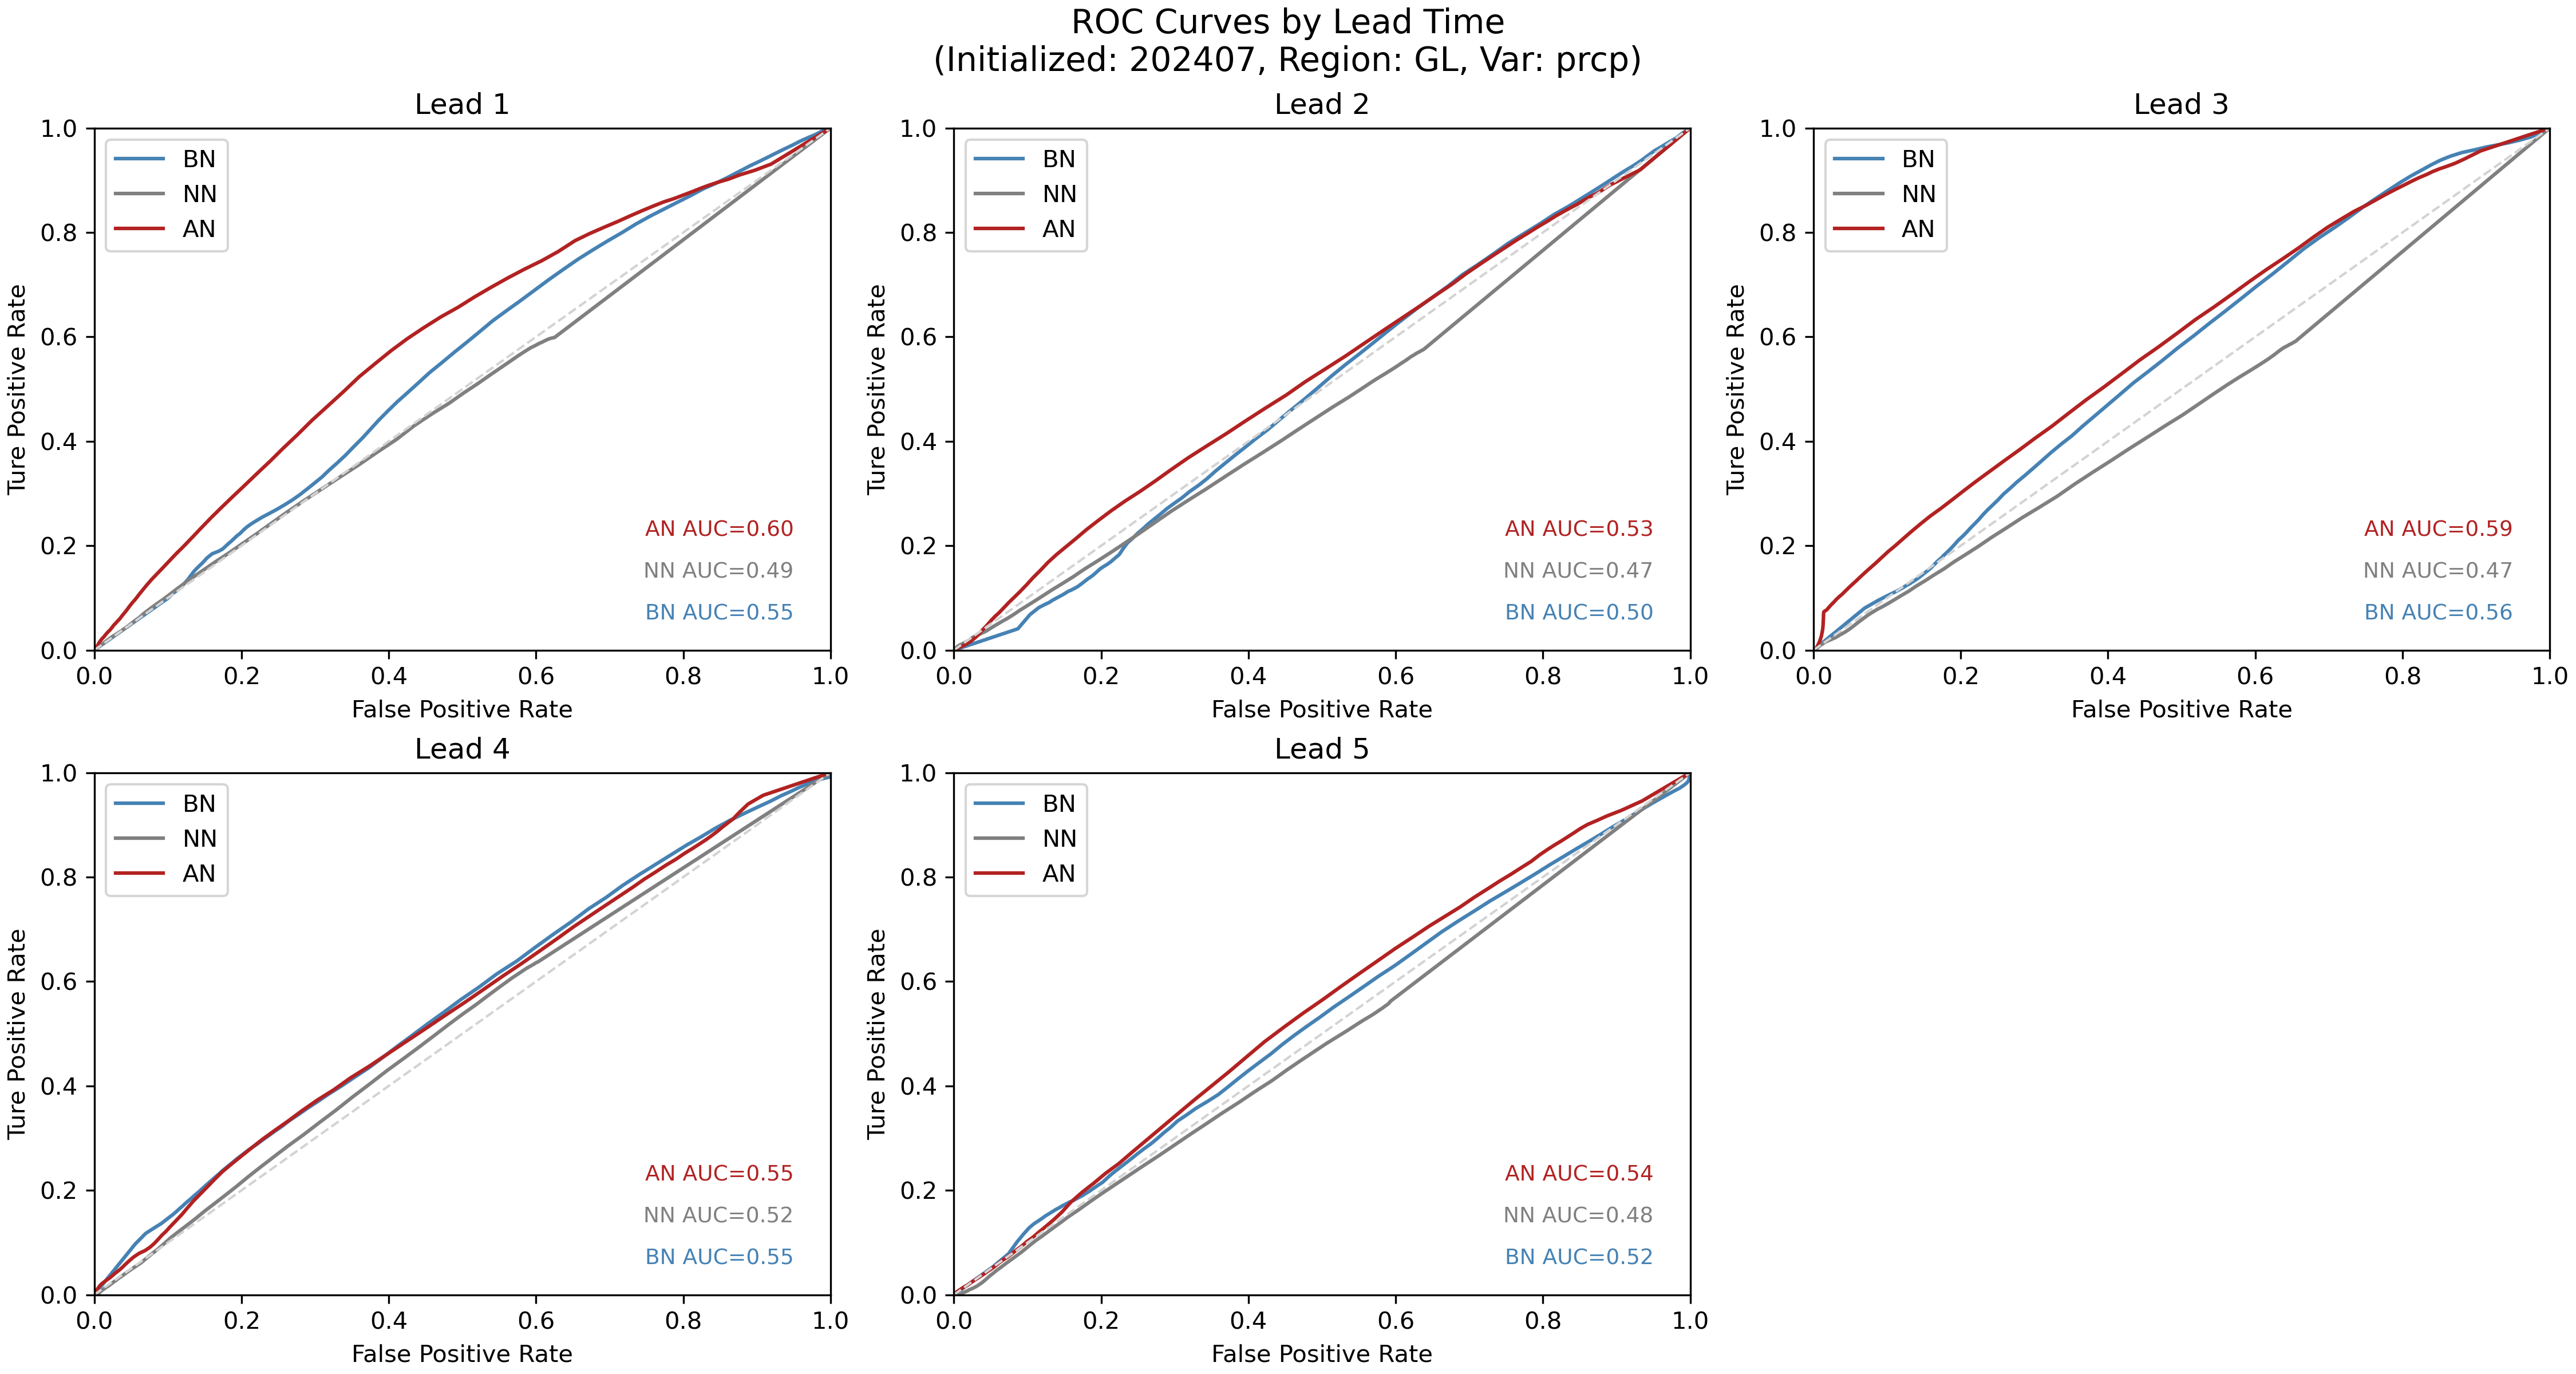 ROC Curves by Lead Time
(Initialized: 202407, Region: GL, Var: prcp)
Lead 1
1.0
0.8
0.6
0.4
0.2
0.0
Ture Positive Rate
BN
NN
AN
AN AUC=0.60
NN AUC=0.49
BN AUC=0.55
0.0 0.2 0.4 0.6 0.8 1.0
False Positive Rate
Lead 2
1.0
0.8
0.6
0.4
0.2
0.0
Ture Positive Rate
BN
NN
AN
AN AUC=0.53
NN AUC=0.47
BN AUC=0.50
0.0 0.2 0.4 0.6 0.8 1.0
False Positive Rate
Lead 3
1.0
0.8
0.6
0.4
0.2
0.0
Ture Positive Rate
BN
NN
AN
AN AUC=0.59
NN AUC=0.47
BN AUC=0.56
0.0 0.2 0.4 0.6 0.8 1.0
False Positive Rate
Lead 4
1.0
0.8
0.6
0.4
0.2
0.0
Ture Positive Rate
BN
NN
AN
AN AUC=0.55
NN AUC=0.52
BN AUC=0.55
0.0 0.2 0.4 0.6 0.8 1.0
False Positive Rate
Lead 5
1.0
0.8
0.6
0.4
0.2
0.0
Ture Positive Rate
BN
NN
AN
AN AUC=0.54
NN AUC=0.48
BN AUC=0.52
0.0 0.2 0.4 0.6 0.8 1.0
False Positive Rate